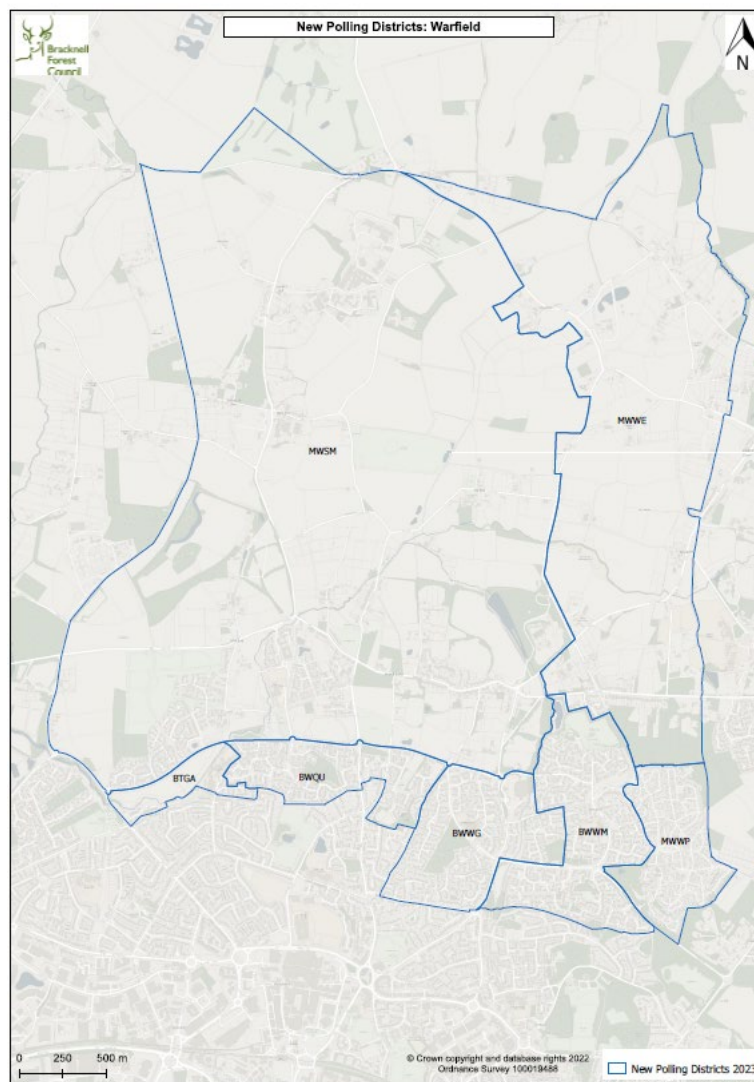 New Polling Districts: Warfield
Bracknell
Forest
Council
N
MWWE
MWSM
BTGA
BWQU
BWWG
BWWM
MWWP
0 250 500 m
© Crown copyright and database rights 2022
Ordnance Survey 100019488
New Polling Districts 2023